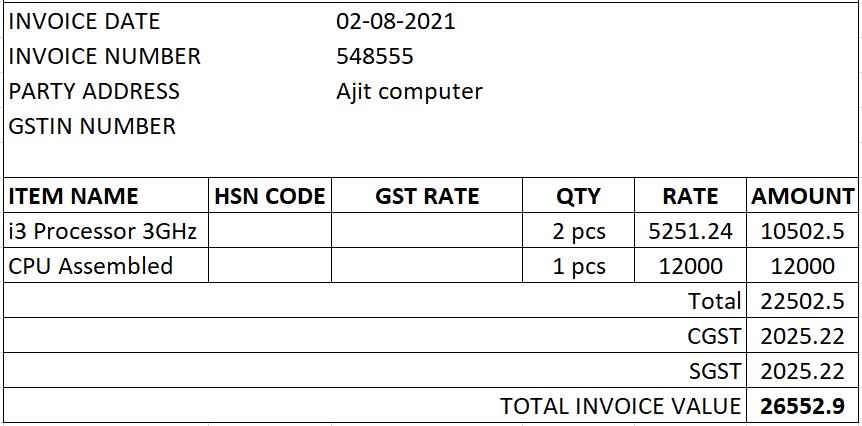 INVOICE DATE 02-08-2021
INVOICE NUMBER 548555
PARTY ADDRESS Ajit computer
GSTIN NUMBER
ITEM NAME HSN CODE GST RATE QTY RATE AMOUNT
i3 Processor 3GHz 2 pcs 5251.24 10502.5
CPU Assembled 1 pcs 12000 12000
Total 22502.5
CGST 2025.22
SGST 2025.22
TOTAL INVOICE VALUE 26552.9